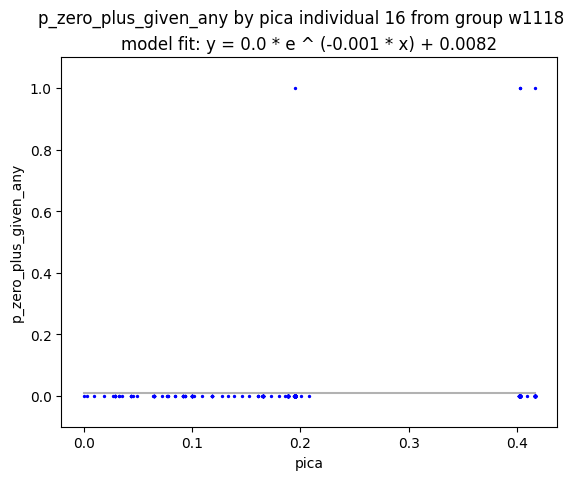 p_zero_plus_given_any by pica individual 16 from group w1118
model fit: y = 0.0 * e ^ (-0.001 * x) + 0.0082
1.0
0.8
0.6
0.4
0.2
0.0
p_zero_plus_given_any
0.0 0.1 0.2 0.3 0.4
pica